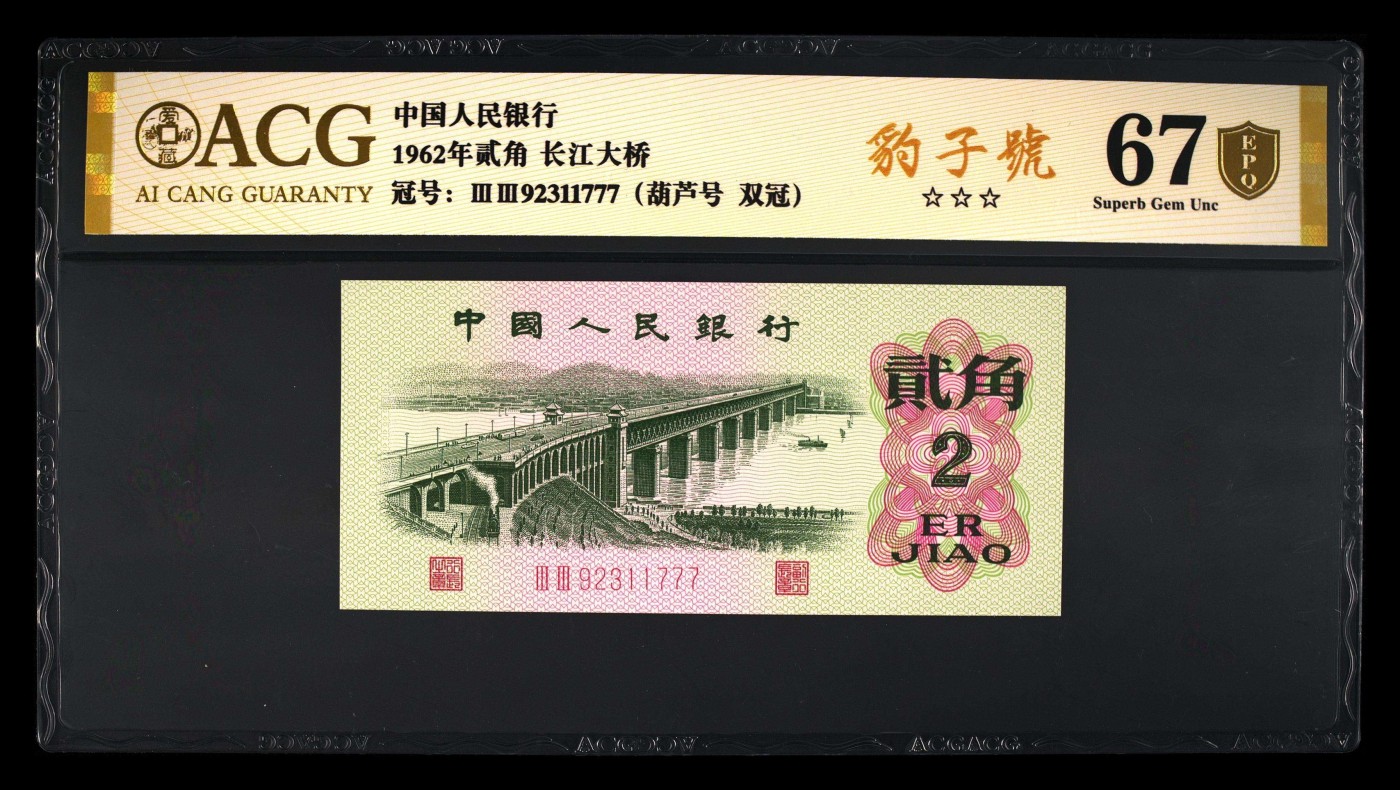 ACG
AI CANG GUARANTY
中国人民银行
1962年贰角 长江大桥
冠号：ⅢⅢ92311777（葫芦号 双冠）
豹子號
☆☆☆
67
Superb Gem Unc
EPQ
中國人民銀行
貳角
2
ER
JIAO
ⅢⅢ92311777